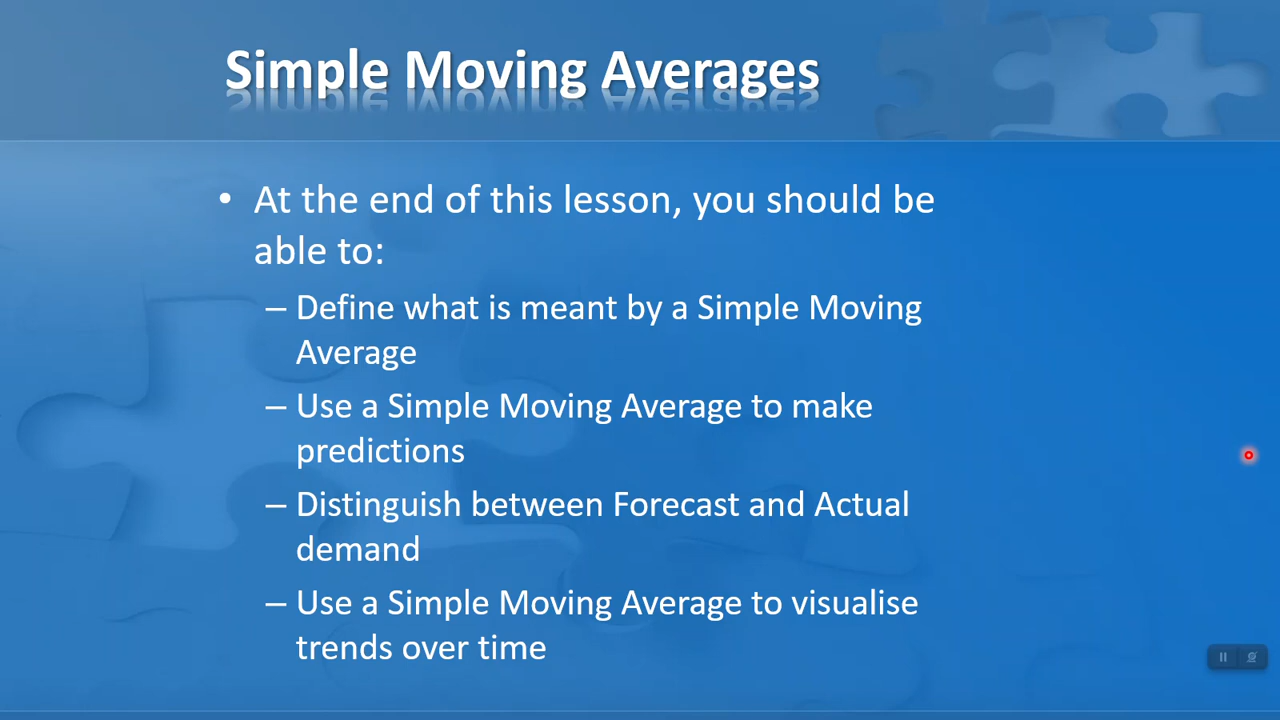 Simple Moving Averages
• At the end of this lesson, you should be
able to:
– Define what is meant by a Simple Moving
Average
– Use a Simple Moving Average to make
predictions
– Distinguish between Forecast and Actual
demand
– Use a Simple Moving Average to visualise
trends over time